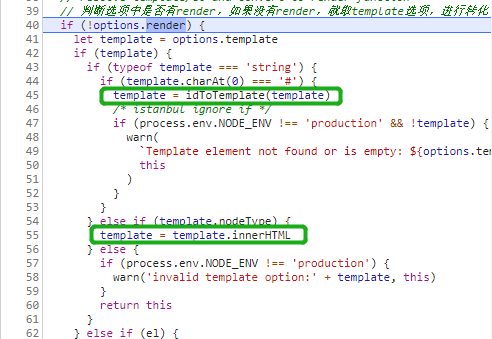 39 // 判断选项中是否有render，如果没有render，就取template选项，进行转化
40 if (!options.render) {
41 let template = options.template
42 if (template) {
43 if (typeof template === 'string') {
44 if (template.charAt(0) === '#') {
45 template = idToTemplate(template)
46 /* istanbul ignore if */
47 if (process.env.NODE_ENV !== 'production' && !template) {
48 warn(
49 `Template element not found or is empty: ${options.tem
50 this
51 )
52 }
53 }
54 } else if (template.nodeType) {
55 template = template.innerHTML
56 } else {
57 if (process.env.NODE_ENV !== 'production') {
58 warn('invalid template option:' + template, this)
59 }
60 return this
61 }
62 } else if (el) {